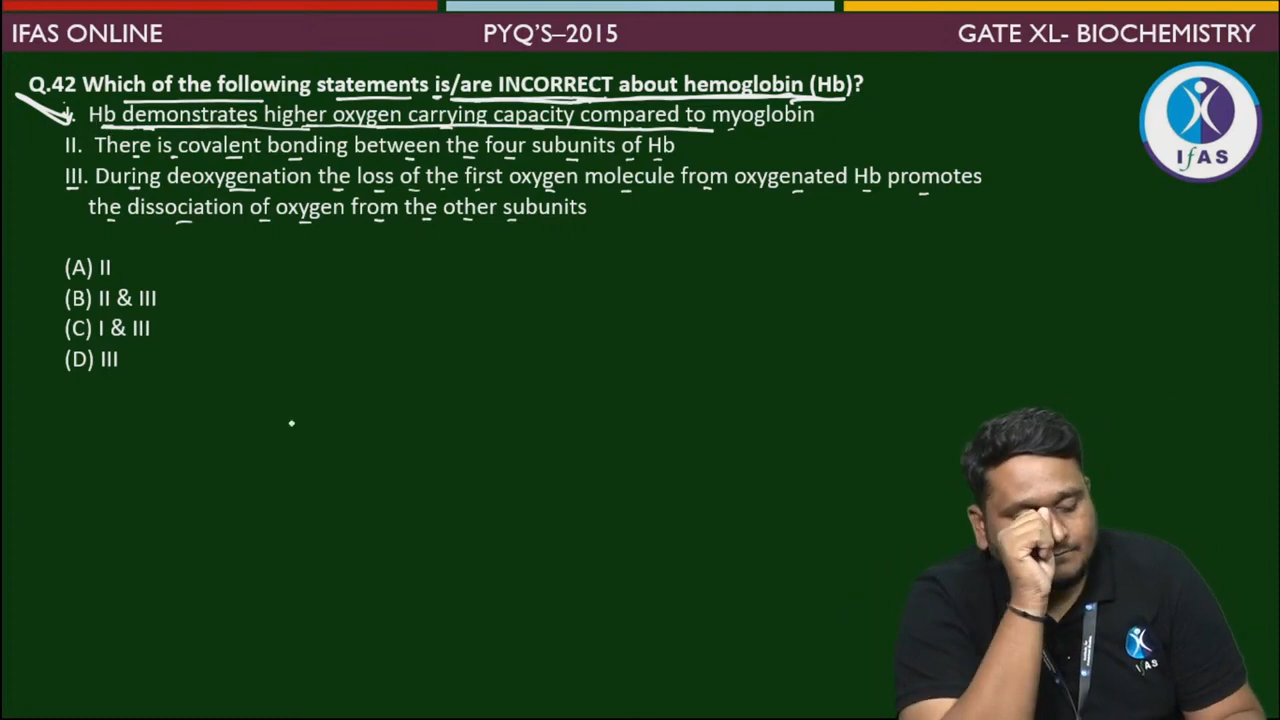 IFAS ONLINE PYQ'S–2015 GATE XL- BIOCHEMISTRY
Q.42 Which of the following statements is/are INCORRECT about hemoglobin (Hb)?
I. Hb demonstrates higher oxygen carrying capacity compared to myoglobin
II. There is covalent bonding between the four subunits of Hb
III. During deoxygenation the loss of the first oxygen molecule from oxygenated Hb promotes
the dissociation of oxygen from the other subunits
(A) II
(B) II & III
(C) I & III
(D) III
IfAS
IfAS